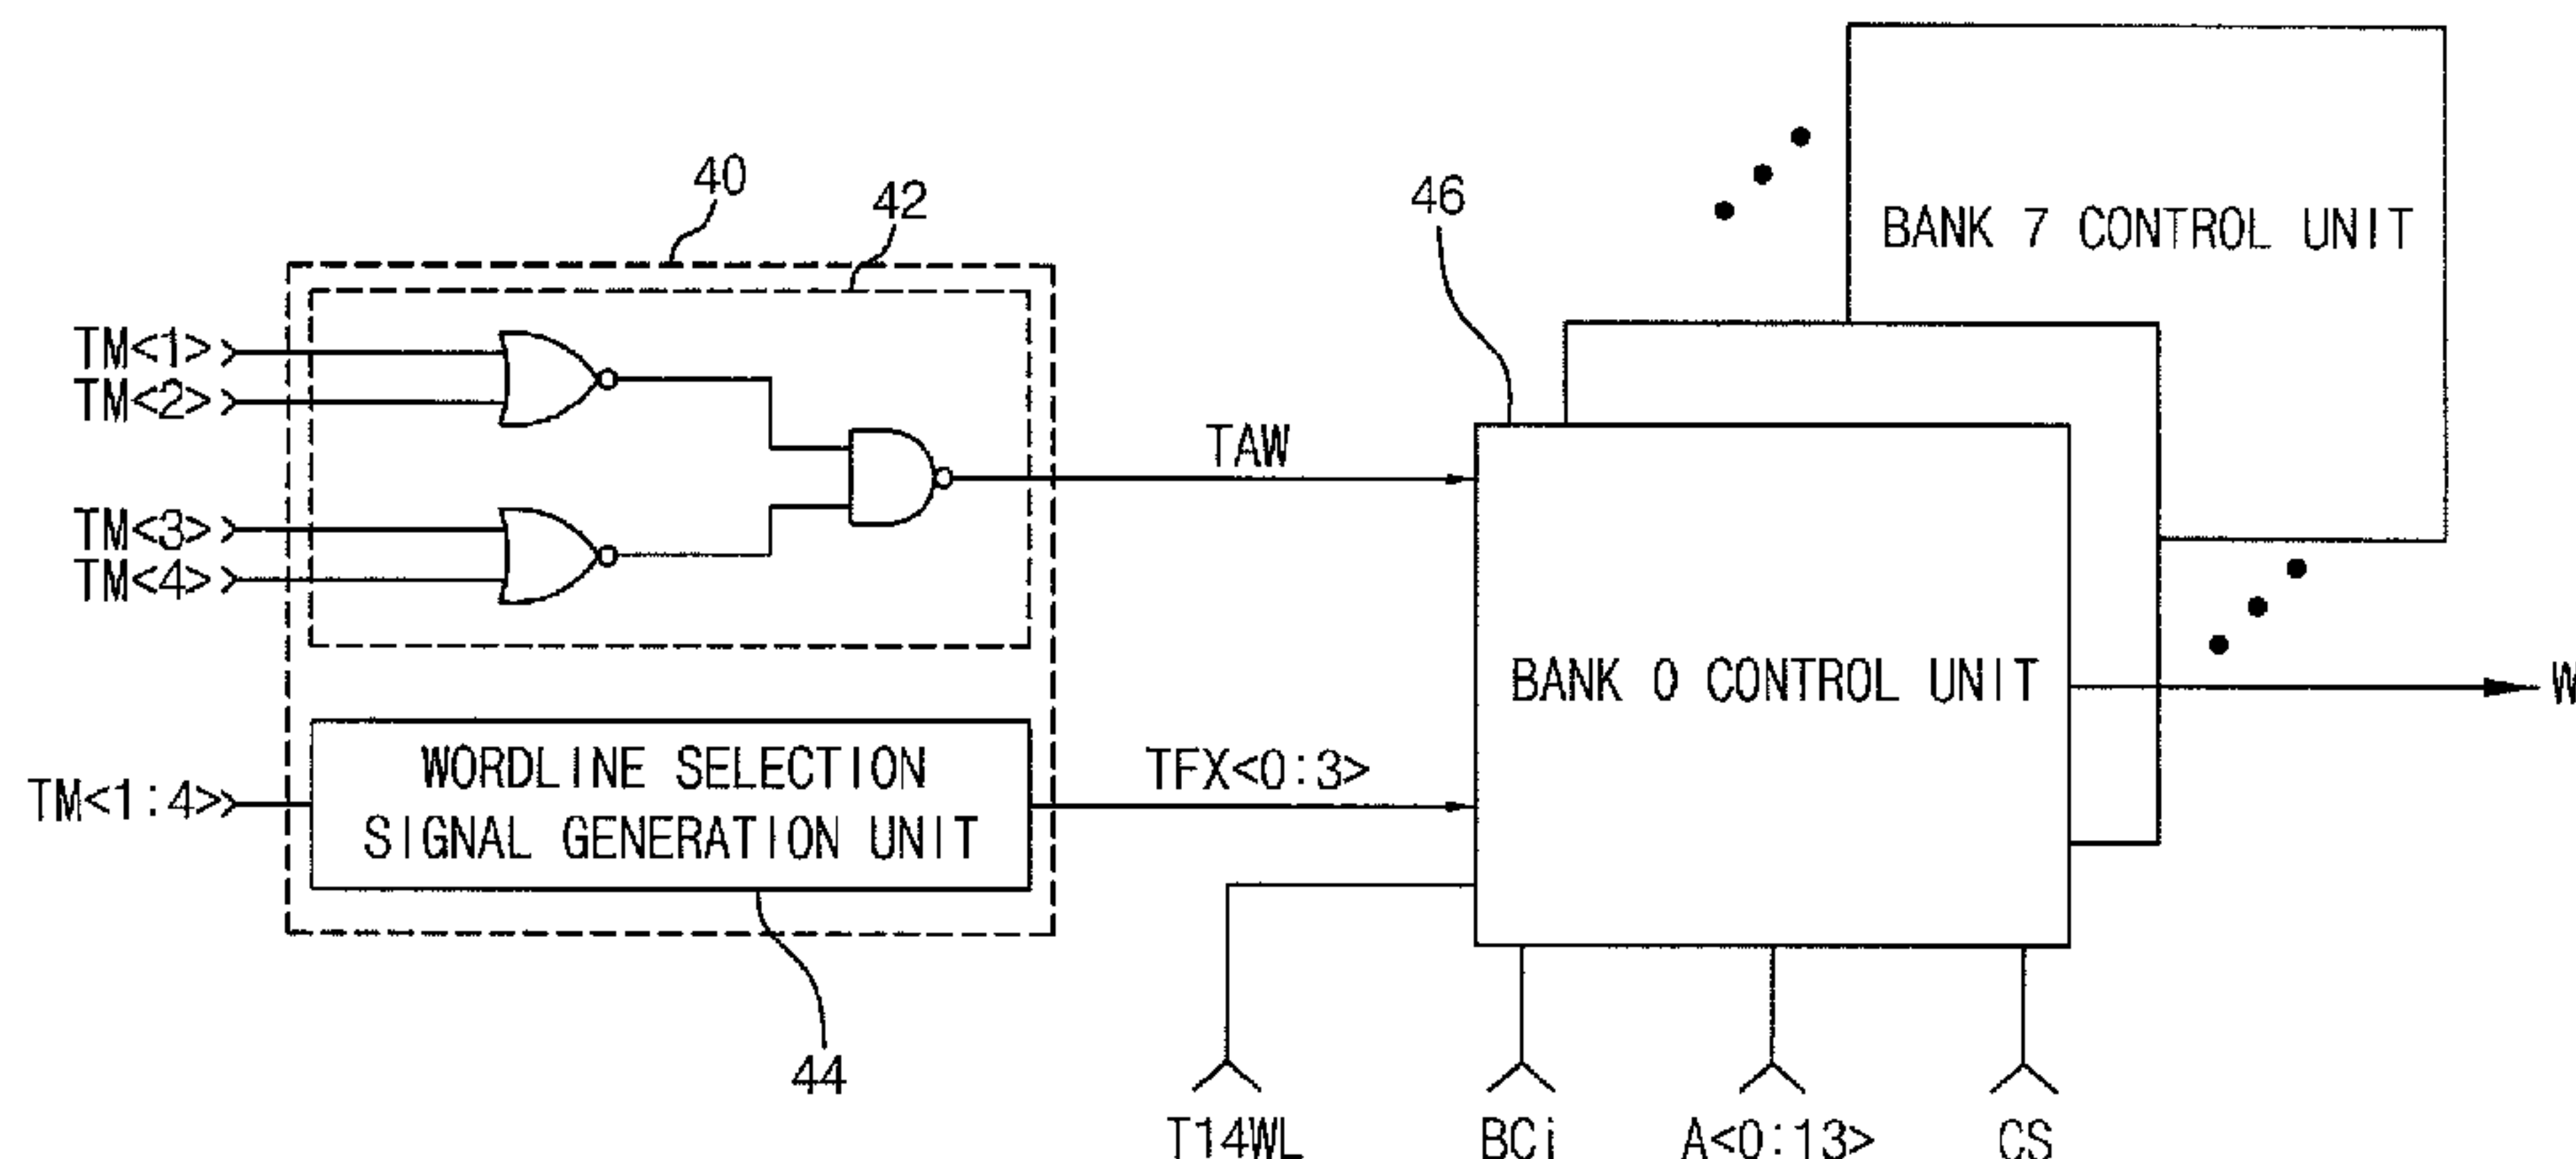 40
42
46
BANK 7 CONTROL UNIT
TM<1>
TM<2>
TAW
TM<3>
TM<4>
BANK 0 CONTROL UNIT
WORDLINE SELECTION
SIGNAL GENERATION UNIT
TFX<0:3>
TM<1:4>
44
T14WL
BCi
A<0:13>
CS